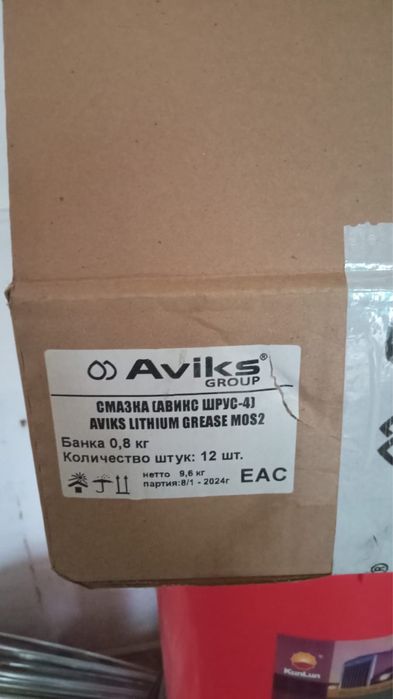 Aviks®
GROUP
СМАЗКА (АВИКС ШРУС-4)
AVIKS LITHIUM GREASE MOS2
Банка 0,8 кг
Количество штук: 12 шт.
нетто 9,6 кг
партия:8/1 - 2024г
EAC
®
KunLun